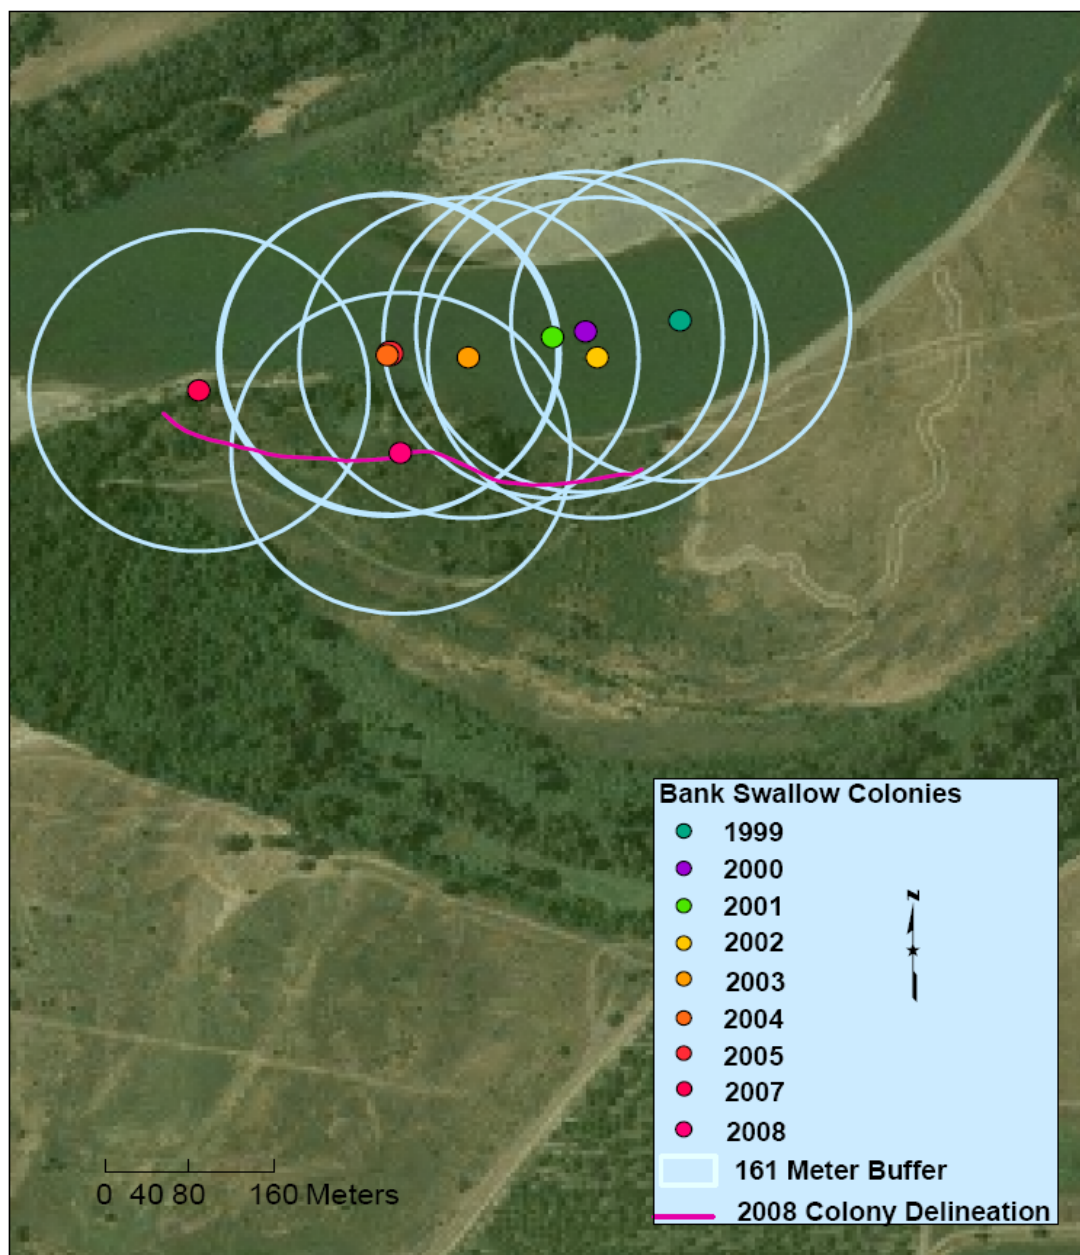 Bank Swallow Colonies
1999
2000
2001
2002
2003
2004
2005
2007
2008
161 Meter Buffer
2008 Colony Delineation
N
0 40 80 160 Meters